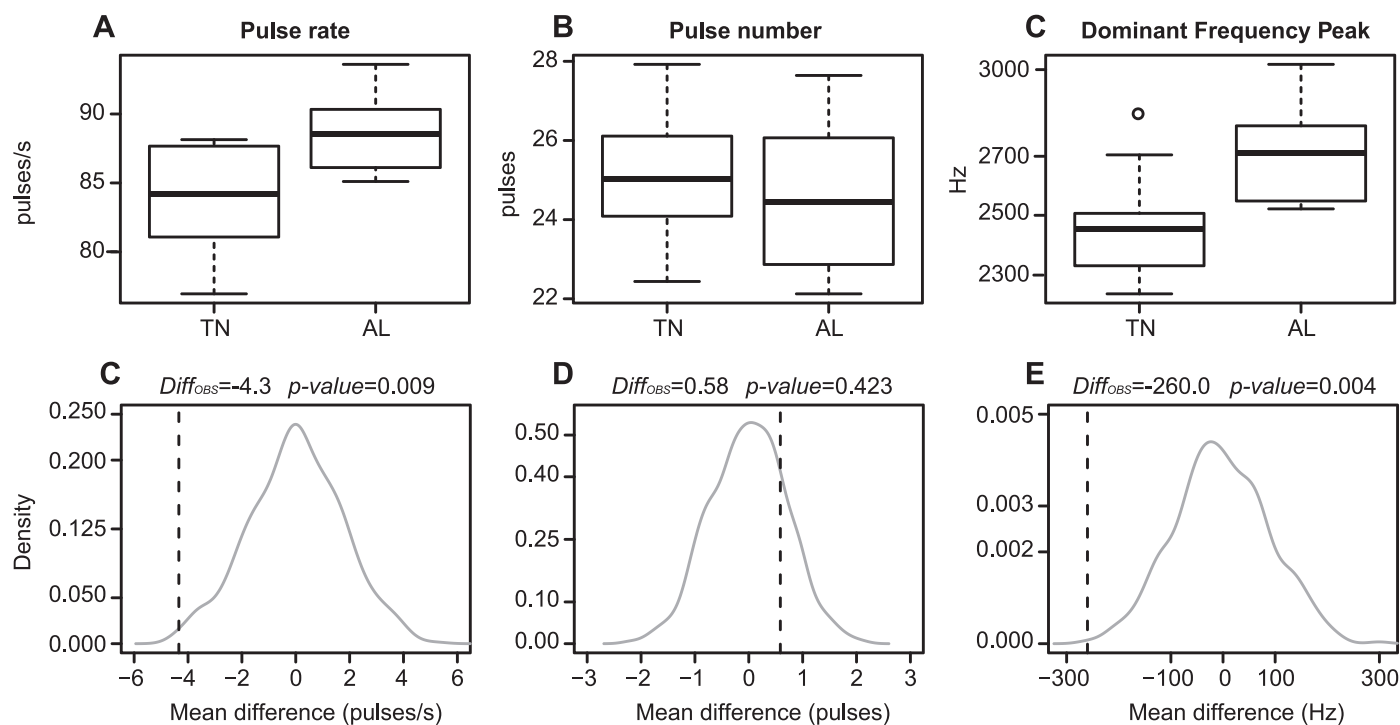 A Pulse rate
pulses/s
90
85
80
TN AL
B Pulse number
pulses
28
26
24
22
TN AL
C Dominant Frequency Peak
Hz
3000
2700
2500
2300
TN AL
C
Diff_OBS=-4.3 p-value=0.009
Density
0.250
0.200
0.125
0.050
0.000
−6 −4 −2 0 2 4 6
Mean difference (pulses/s)
D
Diff_OBS=0.58 p-value=0.423
0.50
0.40
0.25
0.10
0.00
−3 −2 −1 0 1 2 3
Mean difference (pulses)
E
Diff_OBS=-260.0 p-value=0.004
0.005
0.003
0.002
0.000
−300 −100 0 100 300
Mean difference (Hz)